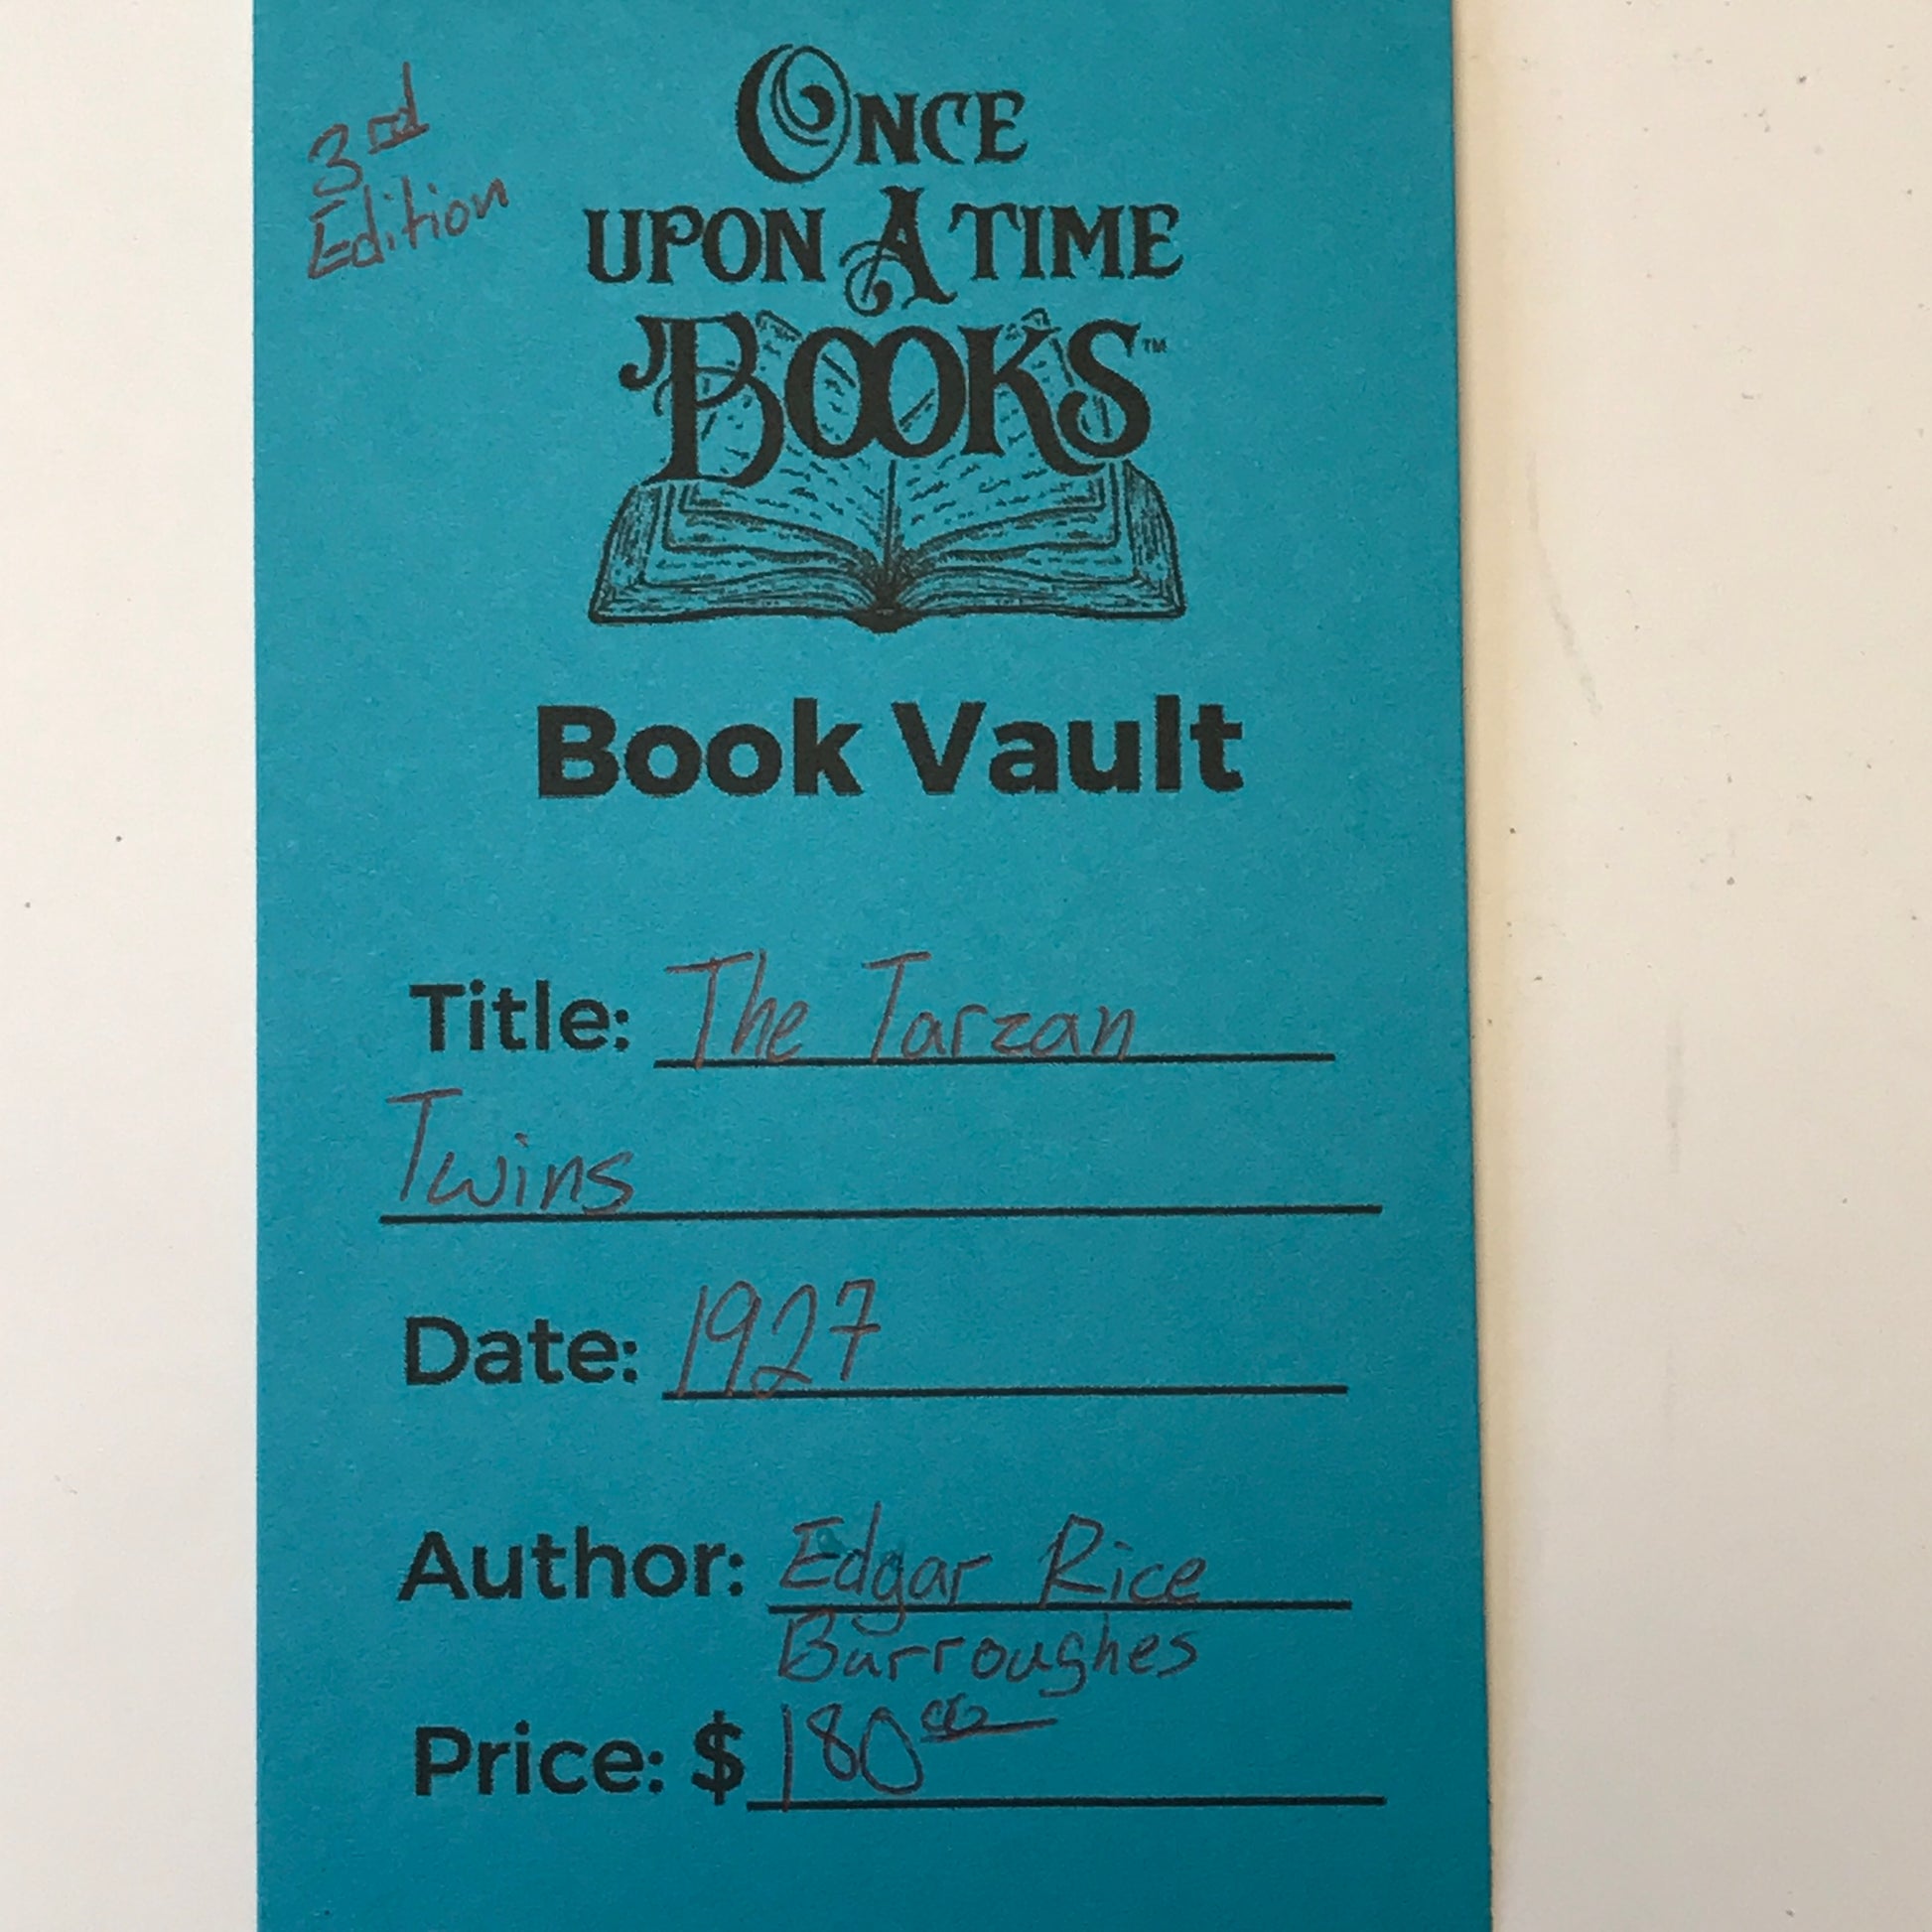 3rd
Edition
ONCE
UPON A TIME
BOOKS™
Book Vault
Title: The Tarzan
Twins
Date: 1927
Author: Edgar Rice
Burroughes
Price: $180 00